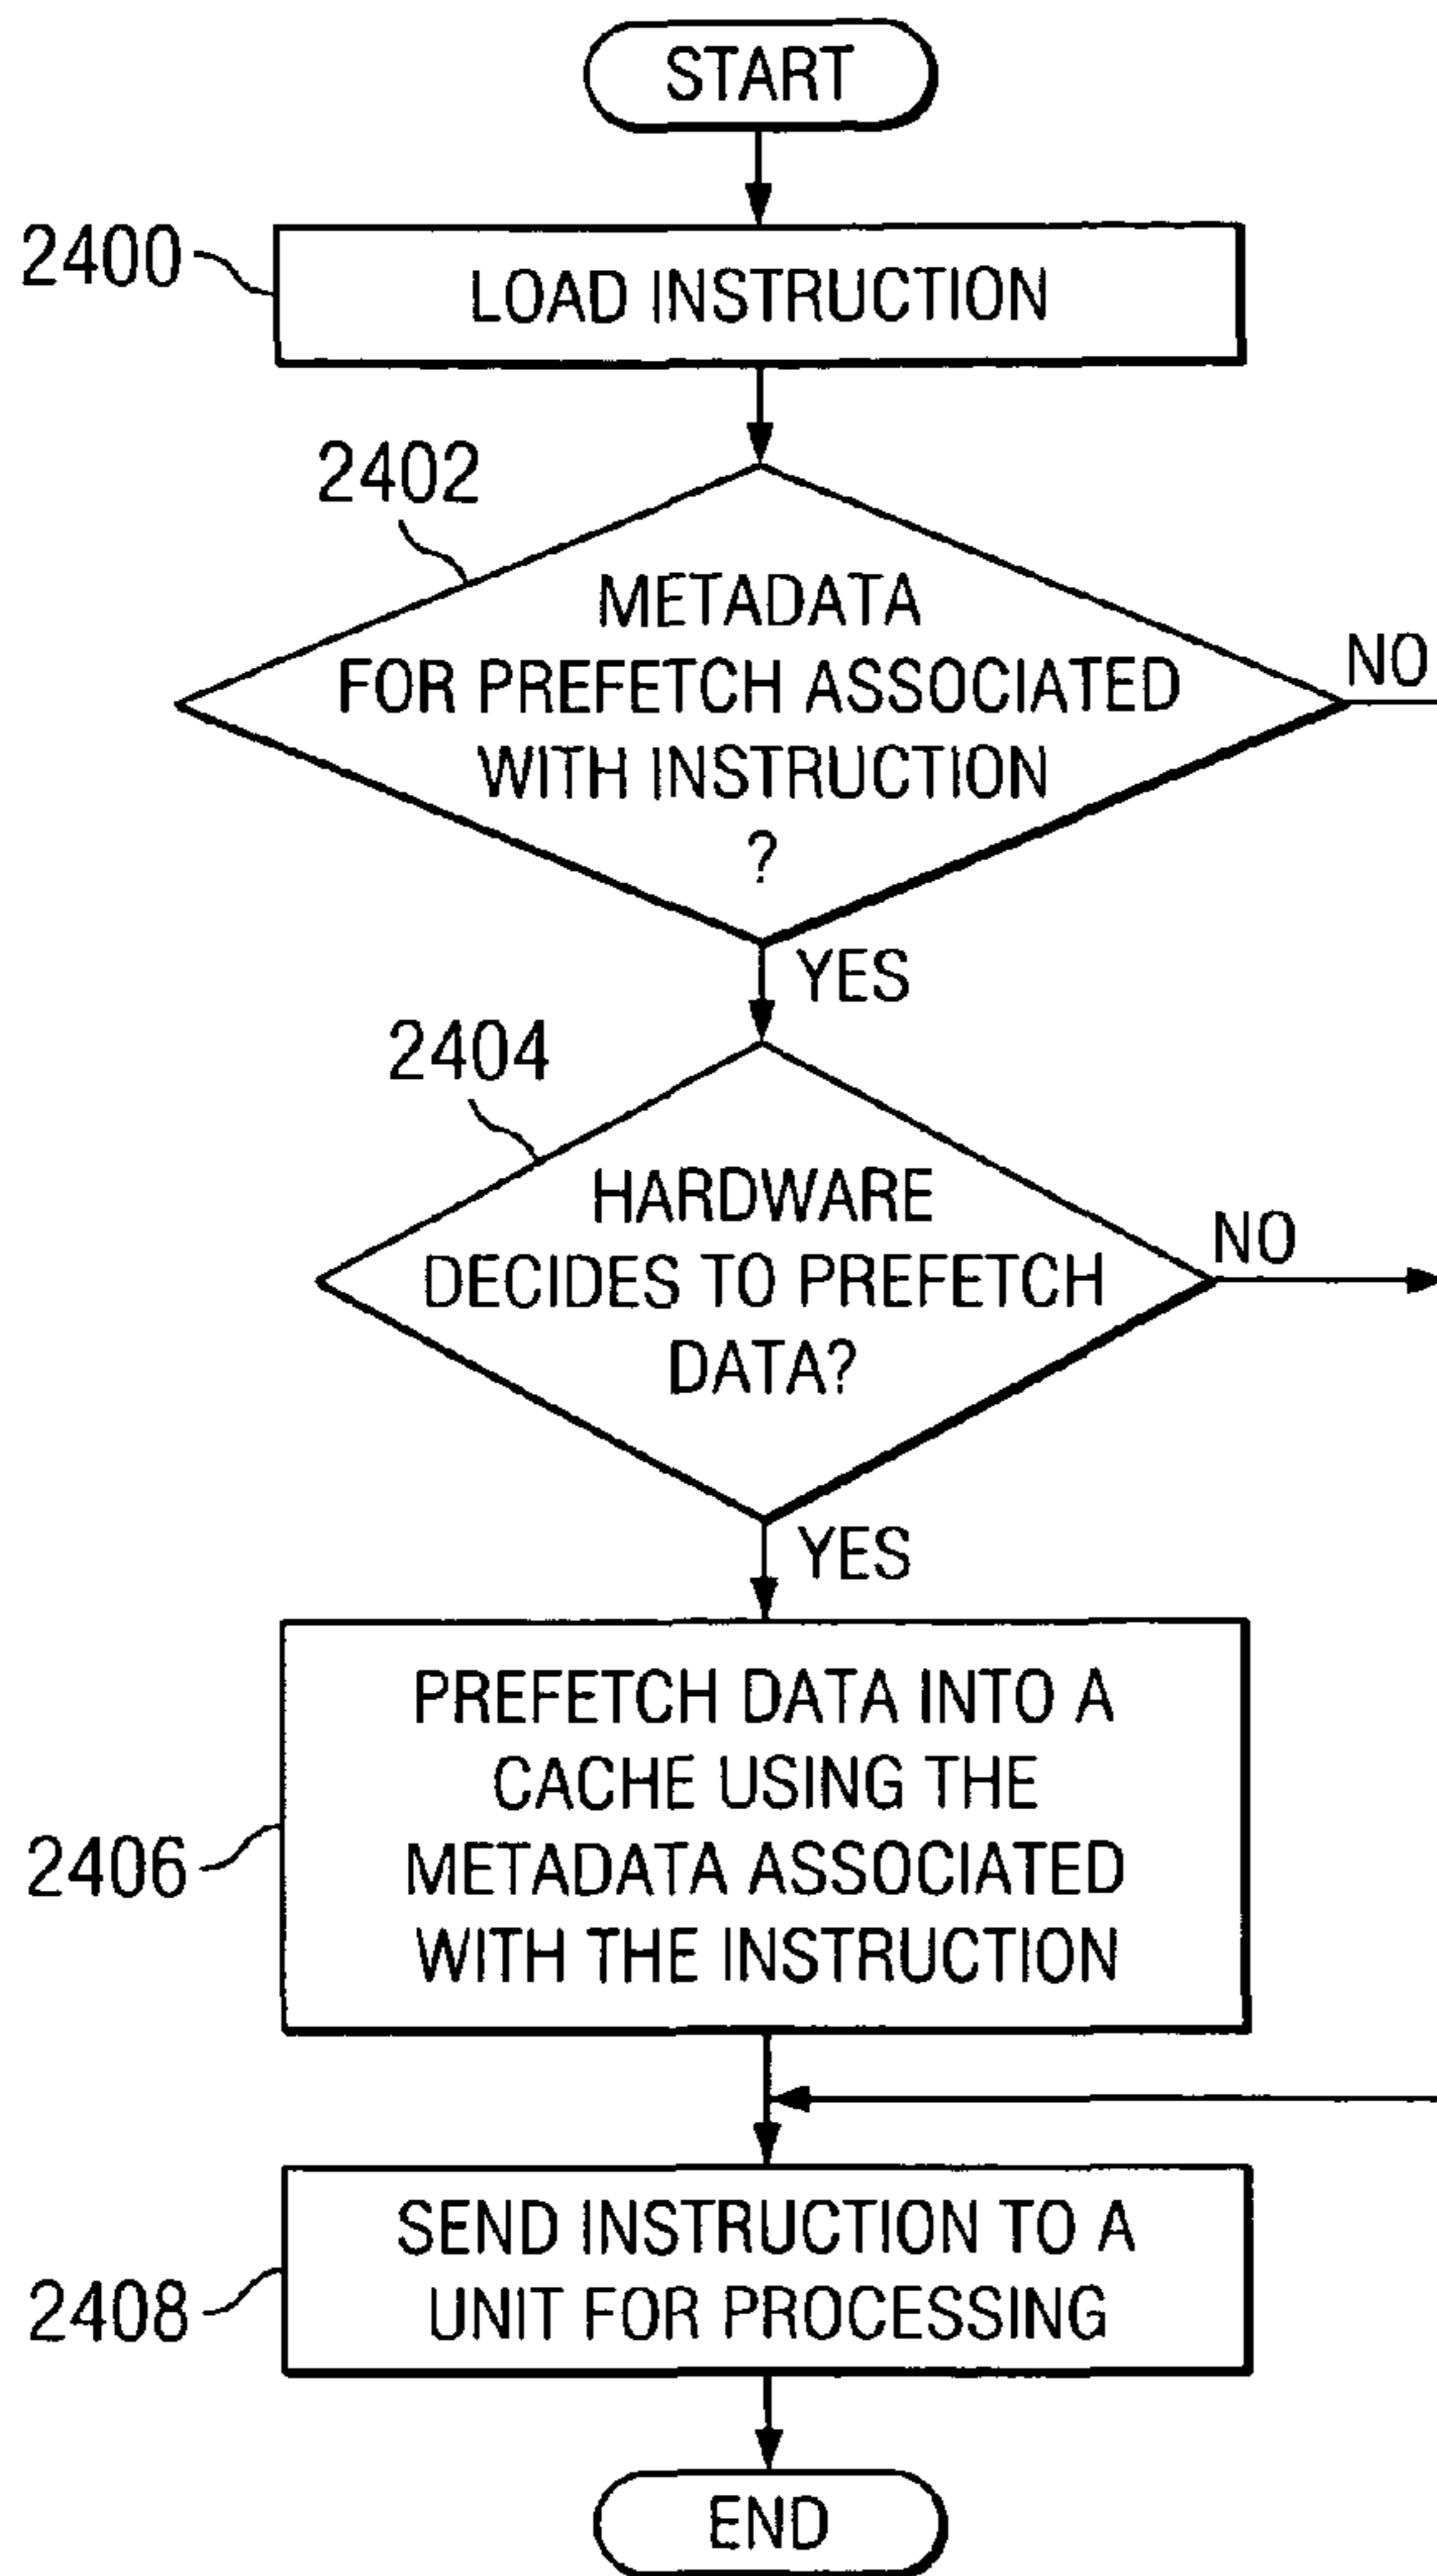 START
2400
LOAD INSTRUCTION
2402
METADATA
FOR PREFETCH ASSOCIATED
WITH INSTRUCTION
?
NO
YES
2404
HARDWARE
DECIDES TO PREFETCH
DATA?
NO
YES
PREFETCH DATA INTO A
CACHE USING THE
METADATA ASSOCIATED
WITH THE INSTRUCTION
2406
SEND INSTRUCTION TO A
UNIT FOR PROCESSING
2408
END